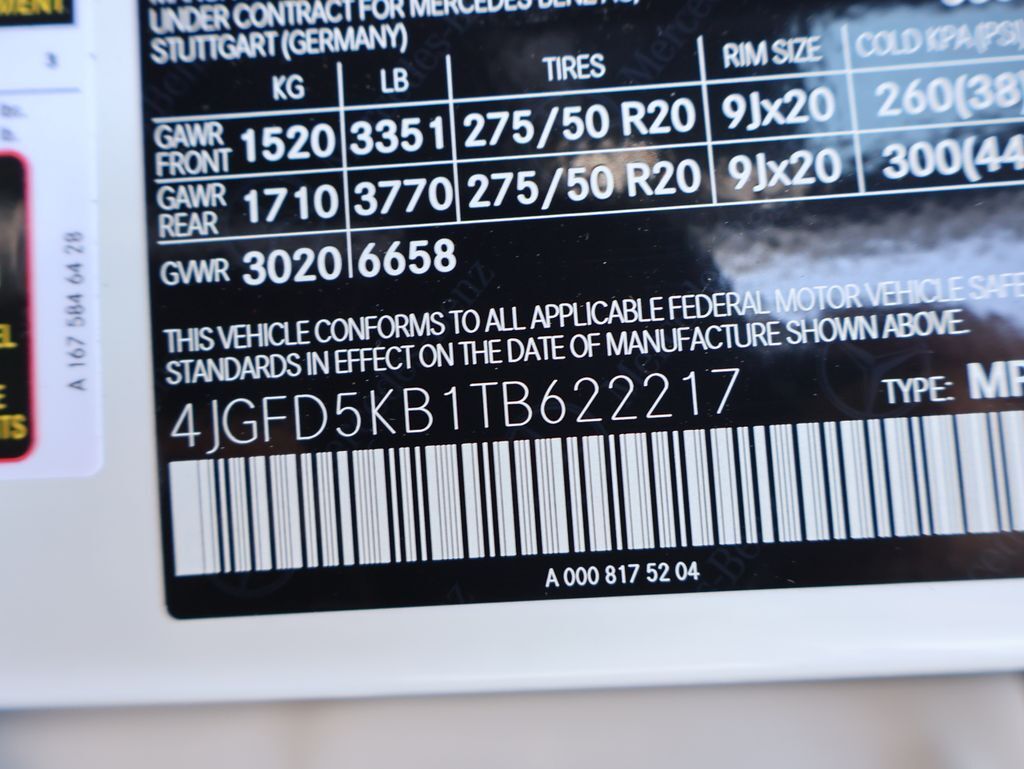 UNDER CONTRACT FOR MERCEDES BENZ AG,
STUTTGART (GERMANY)
KG LB TIRES RIM SIZE COLD KPA (PSI)
GAWR FRONT 1520 3351 275/50 R20 9Jx20 260(38)
GAWR REAR 1710 3770 275/50 R20 9Jx20 300(44
GVWR 3020 6658
THIS VEHICLE CONFORMS TO ALL APPLICABLE FEDERAL MOTOR VEHICLE SAFE
STANDARDS IN EFFECT ON THE DATE OF MANUFACTURE SHOWN ABOVE.
4JGFD5KB1TB622217 TYPE: MP
A 000 817 52 04
A 167 584 64 28
3